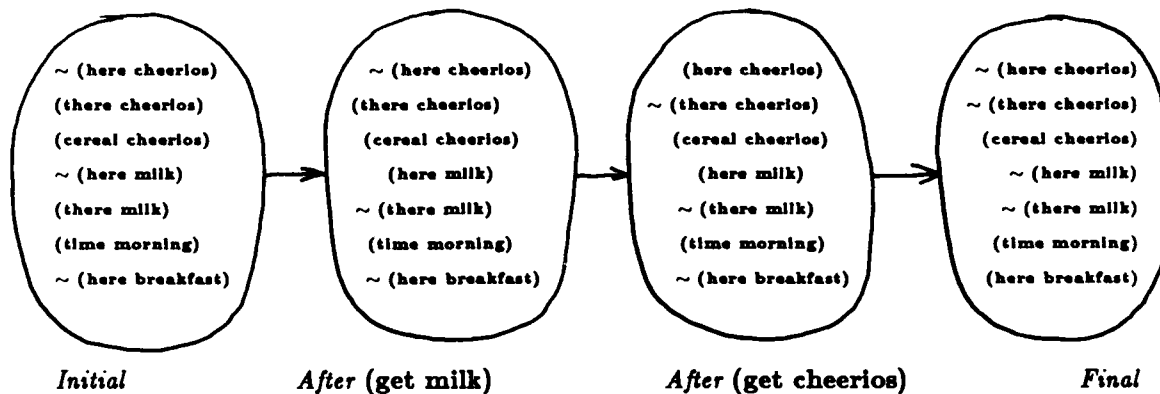 ~ (here cheerios)
(there cheerios)
(cereal cheerios)
~ (here milk)
(there milk)
(time morning)
~ (here breakfast)
Initial
~ (here cheerios)
(there cheerios)
(cereal cheerios)
(here milk)
~ (there milk)
(time morning)
~ (here breakfast)
After (get milk)
(here cheerios)
~ (there cheerios)
(cereal cheerios)
(here milk)
~ (there milk)
(time morning)
~ (here breakfast)
After (get cheerios)
~ (here cheerios)
~ (there cheerios)
(cereal cheerios)
~ (here milk)
~ (there milk)
(time morning)
(here breakfast)
Final